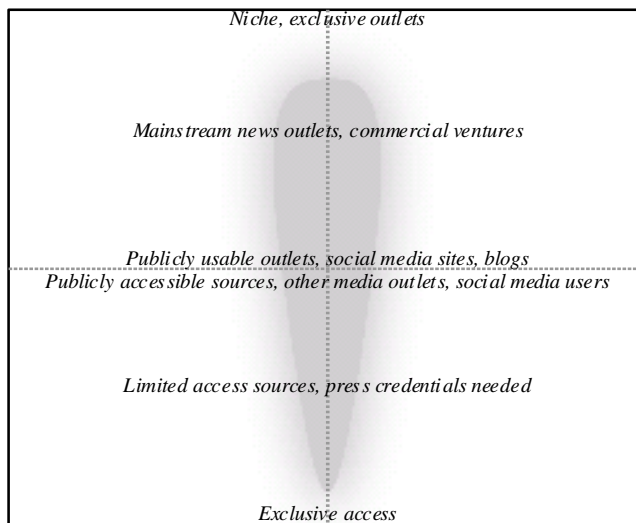 Niche, exclusive outlets
Mainstream news outlets, commercial ventures
Publicly usable outlets, social media sites, blogs
Publicly accessible sources, other media outlets, social media users
Limited access sources, press credentials needed
Exclusive access